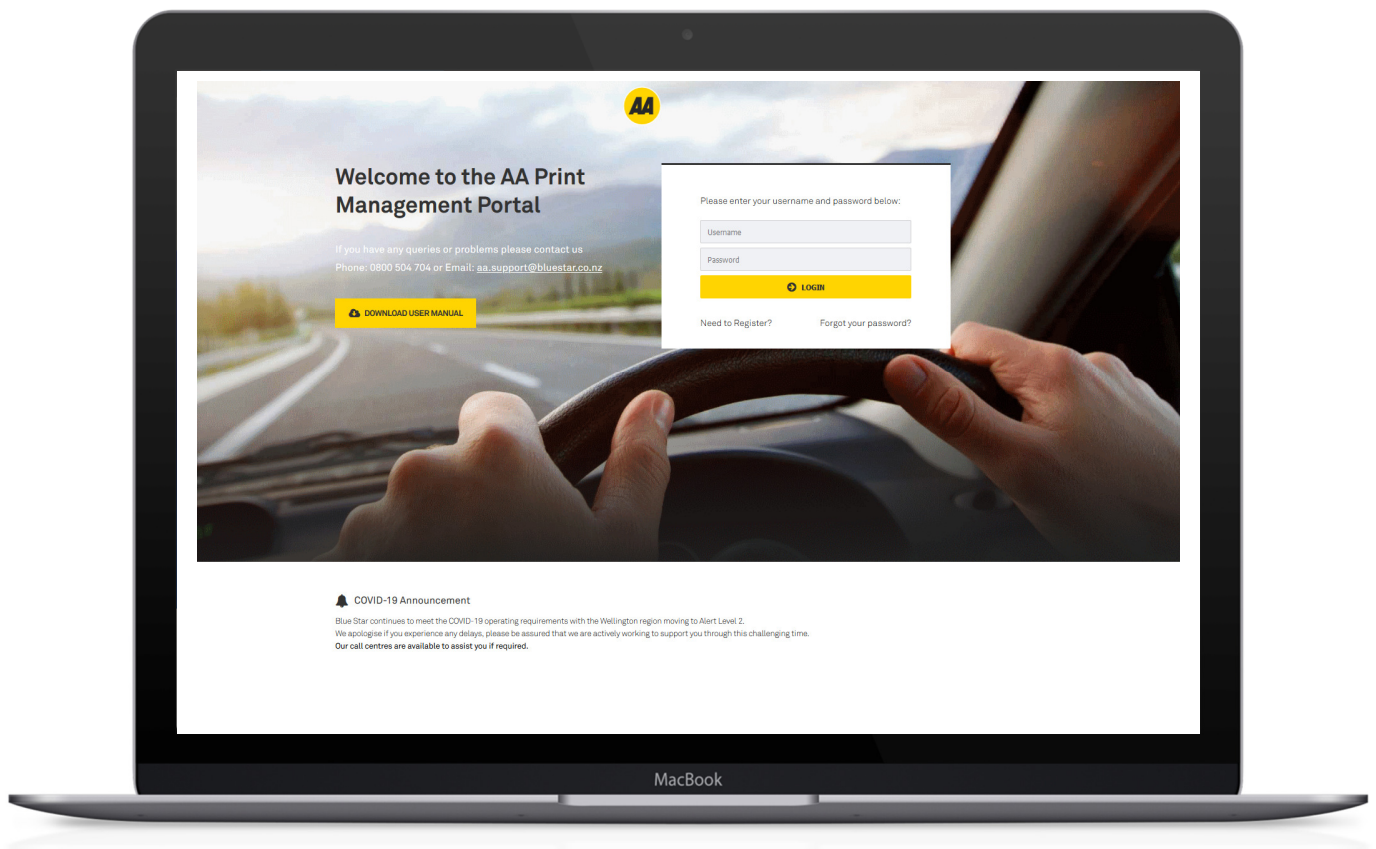 AA
Welcome to the AA Print
Management Portal
If you have any queries or problems please contact us
Phone: 0800 504 704 or Email: aa.support@bluestar.co.nz
DOWNLOAD USER MANUAL
Please enter your username and password below:
Username
Password
LOGIN
Need to Register? Forgot your password?
COVID-19 Announcement
Blue Star continues to meet the COVID-19 operating requirements with the Wellington region moving to Alert Level 2.
We apologise if you experience any delays, please be assured that we are actively working to support you through this challenging time.
Our call centres are available to assist you if required.
MacBook